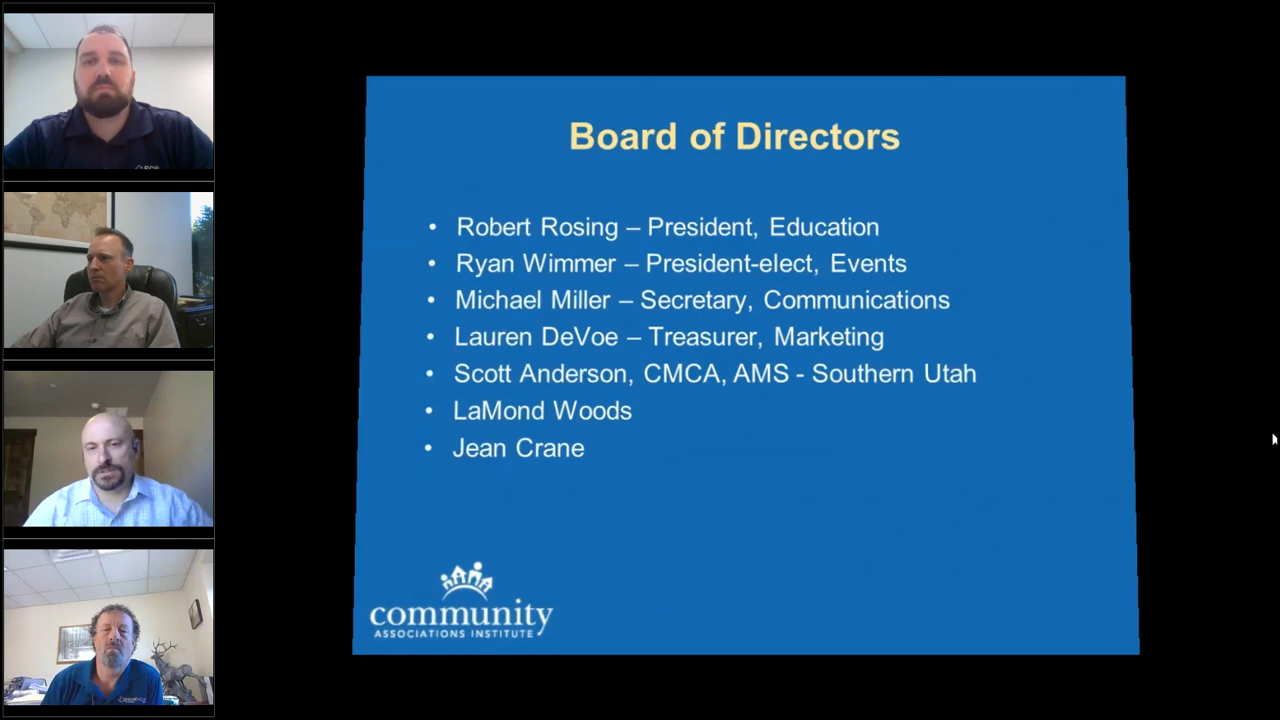 Board of Directors
• Robert Rosing – President, Education
• Ryan Wimmer – President-elect, Events
• Michael Miller – Secretary, Communications
• Lauren DeVoe – Treasurer, Marketing
• Scott Anderson, CMCA, AMS - Southern Utah
• LaMond Woods
• Jean Crane
community
ASSOCIATIONS INSTITUTE